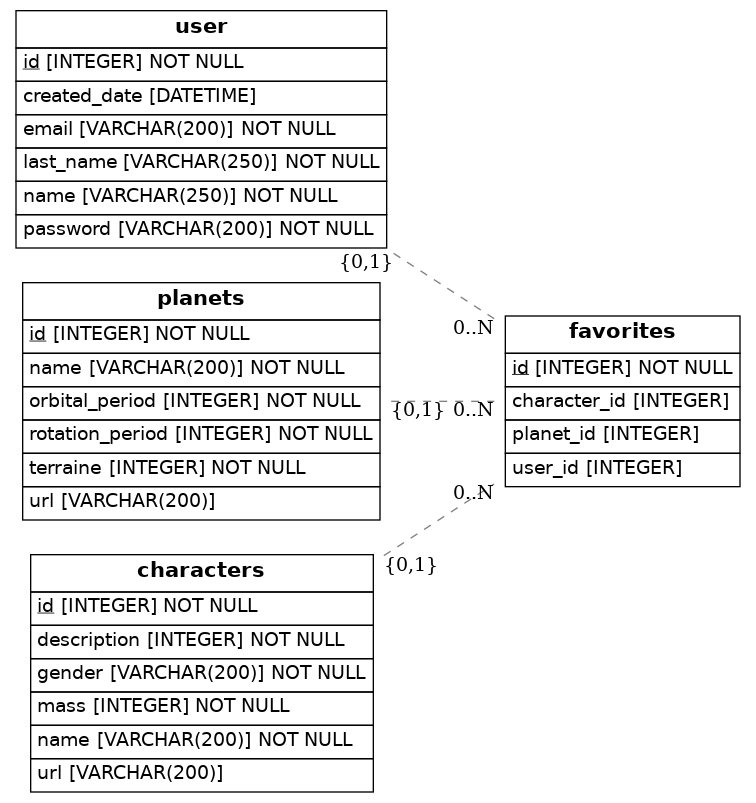 user
id [INTEGER] NOT NULL
created_date [DATETIME]
email [VARCHAR(200)] NOT NULL
last_name [VARCHAR(250)] NOT NULL
name [VARCHAR(250)] NOT NULL
password [VARCHAR(200)] NOT NULL
{0,1}
0..N
planets
id [INTEGER] NOT NULL
name [VARCHAR(200)] NOT NULL
orbital_period [INTEGER] NOT NULL
rotation_period [INTEGER] NOT NULL
terraine [INTEGER] NOT NULL
url [VARCHAR(200)]
{0,1} 0..N
favorites
id [INTEGER] NOT NULL
character_id [INTEGER]
planet_id [INTEGER]
user_id [INTEGER]
0..N
{0,1}
characters
id [INTEGER] NOT NULL
description [INTEGER] NOT NULL
gender [VARCHAR(200)] NOT NULL
mass [INTEGER] NOT NULL
name [VARCHAR(200)] NOT NULL
url [VARCHAR(200)]